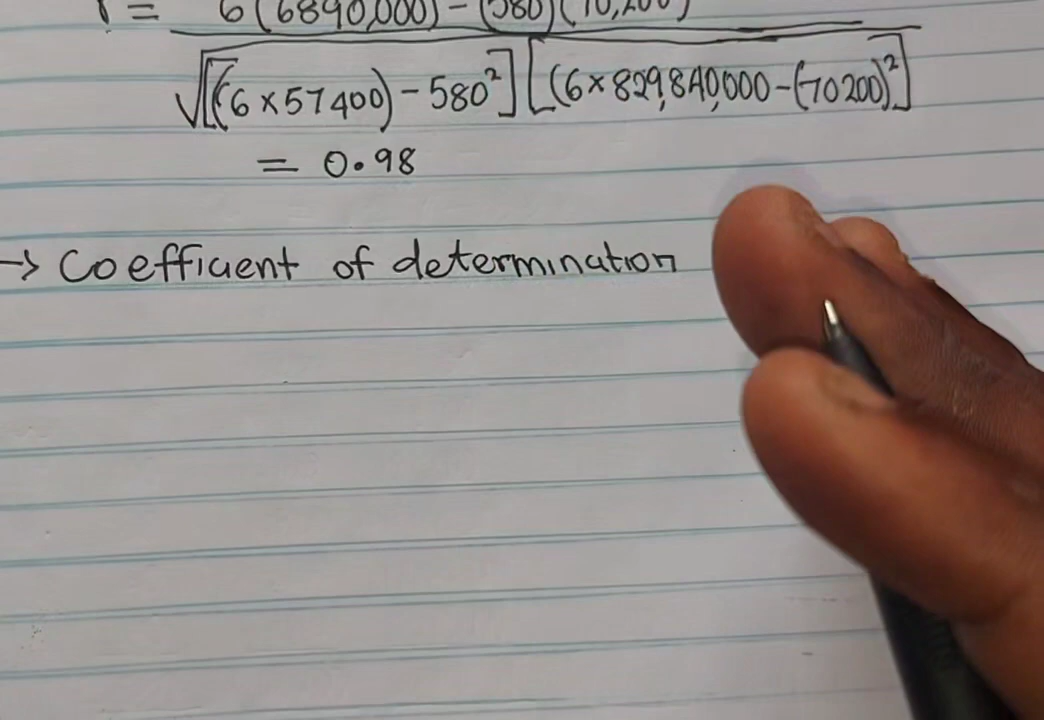 r = 6(6890,000) - (580)(70,200)
√[(6×57400) - 580²] [(6×829,840,000 - (70200)²]
= 0.98
→ Coefficient of determination